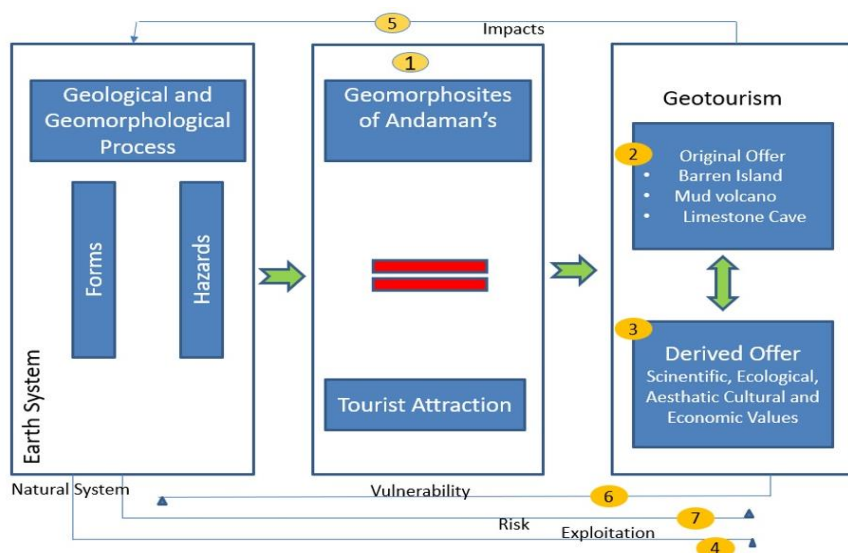 5
Impacts
Geological and
Geomorphological
Process
Forms
Hazards
Earth System
1
Geomorphosites
of Andaman's
Tourist Attraction
Geotourism
2
Original Offer
• Barren Island
• Mud volcano
• Limestone Cave
3
Derived Offer
Scinentific, Ecological,
Aesthatic Cultural and
Economic Values
Natural System
Vulnerability
6
Risk
7
Exploitation
4